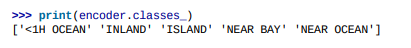 >>> print(encoder.classes_)
['<1H OCEAN' 'INLAND' 'ISLAND' 'NEAR BAY' 'NEAR OCEAN']